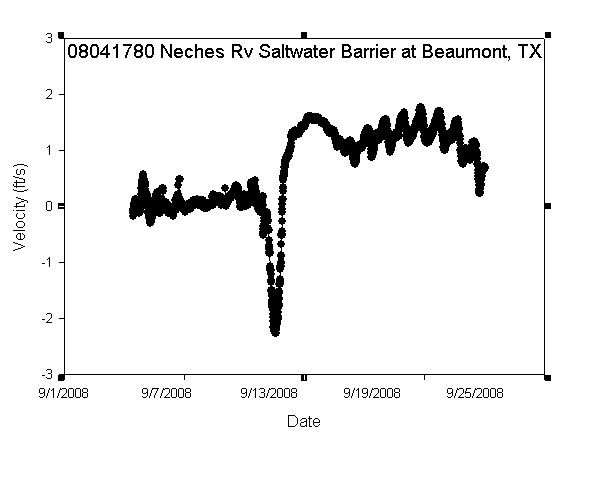 08041780 Neches Rv Saltwater Barrier at Beaumont, TX
3
2
1
0
-1
-2
-3
Velocity (ft/s)
9/1/2008 9/7/2008 9/13/2008 9/19/2008 9/25/2008
Date